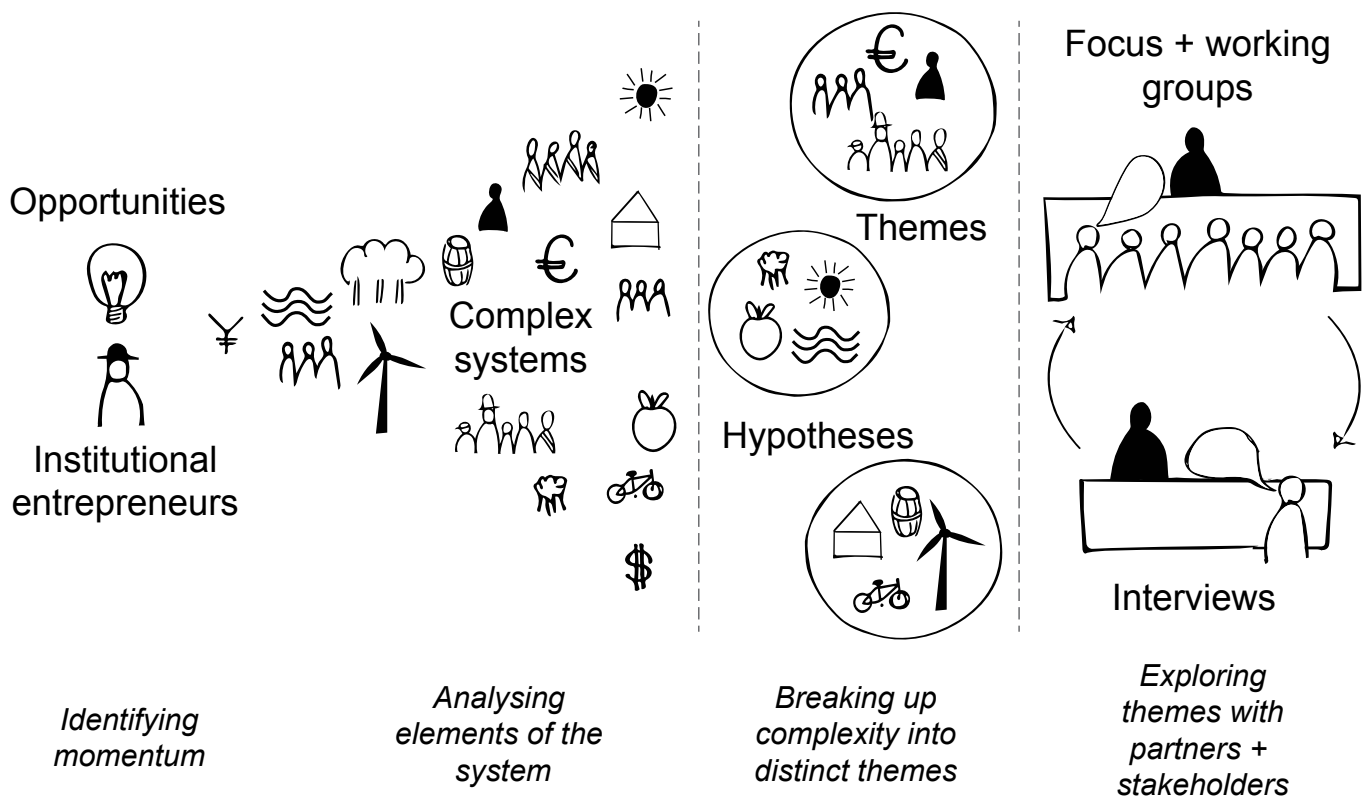 Opportunities
Institutional
entrepreneurs
¥
€
Complex
systems
$
€
Themes
Hypotheses
Focus + working
groups
Interviews
Identifying
momentum
Analysing
elements of the
system
Breaking up
complexity into
distinct themes
Exploring
themes with
partners +
stakeholders